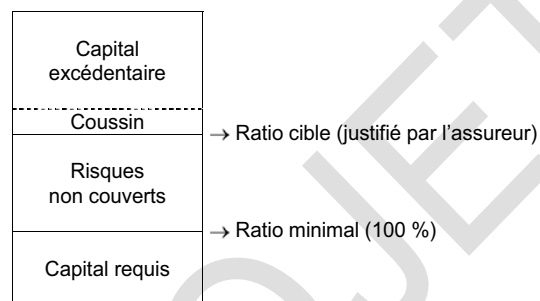 Capital
excédentaire
Coussin
→ Ratio cible (justifié par l'assureur)
Risques
non couverts
→ Ratio minimal (100 %)
Capital requis